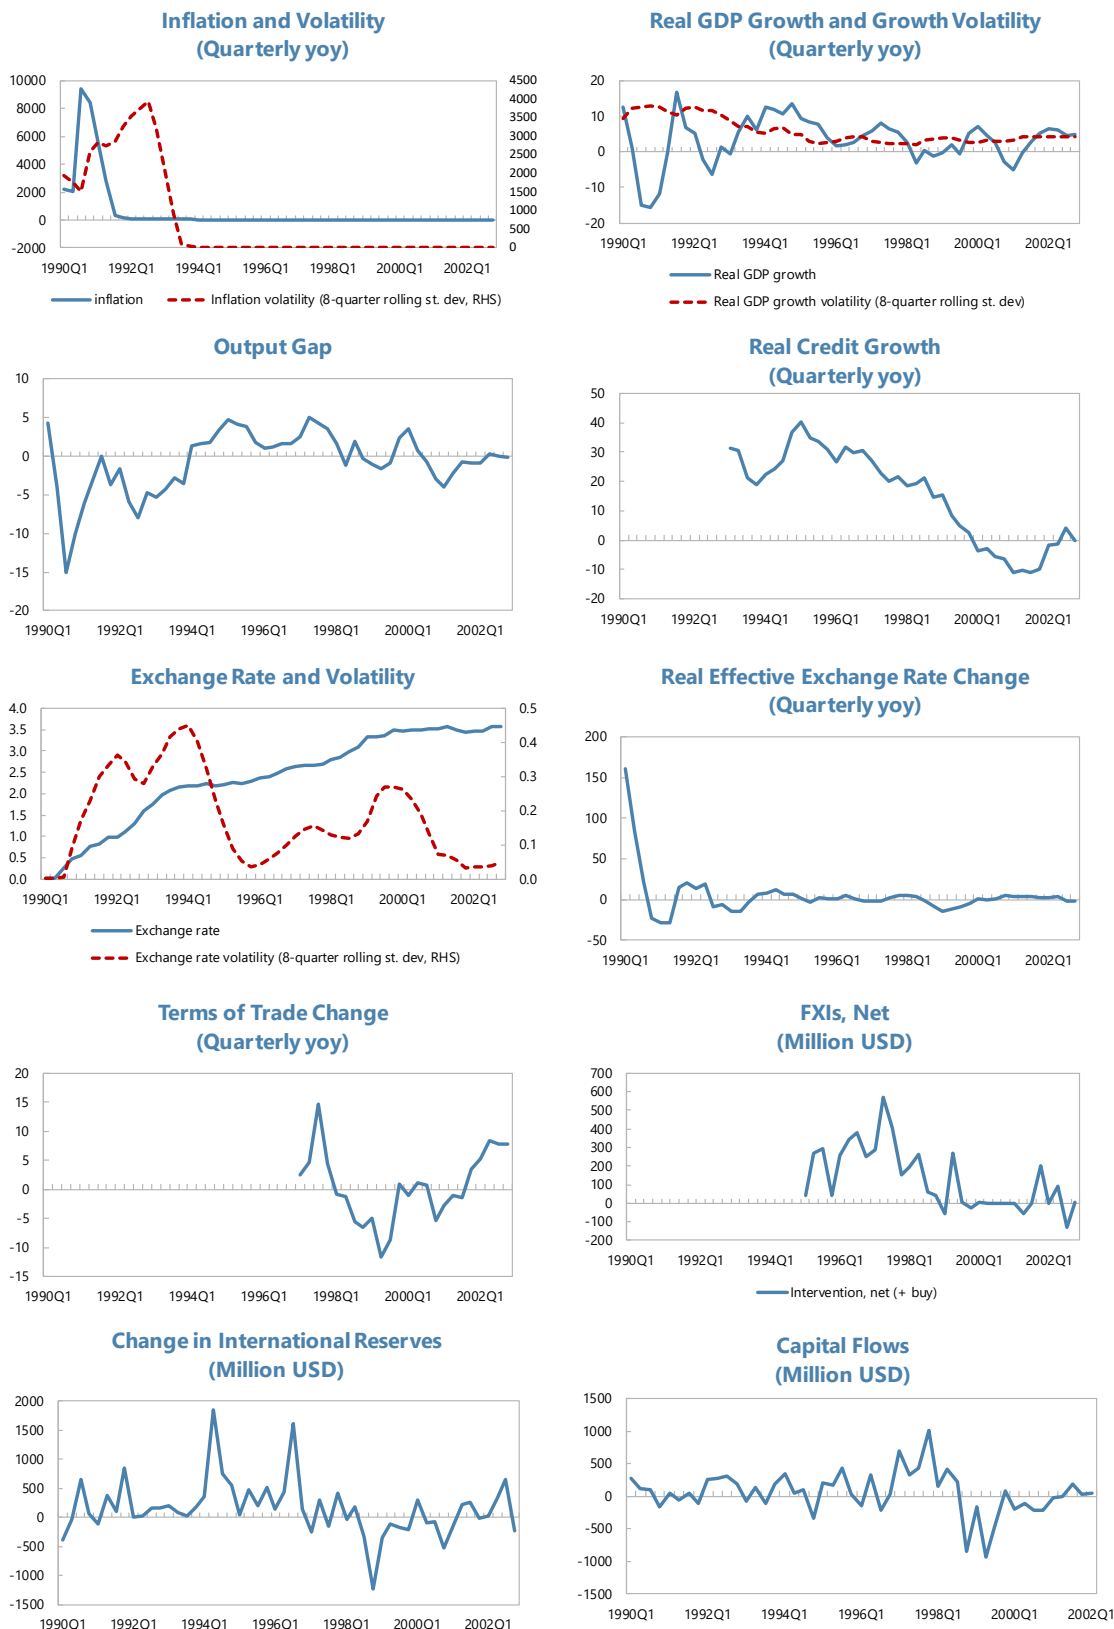 Inflation and Volatility
(Quarterly yoy)
10000
8000
6000
4000
2000
0
-2000
4500
4000
3500
3000
2500
2000
1500
1000
500
0
1990Q1 1992Q1 1994Q1 1996Q1 1998Q1 2000Q1 2002Q1
inflation Inflation volatility (8-quarter rolling st. dev, RHS)
Real GDP Growth and Growth Volatility
(Quarterly yoy)
20
10
0
-10
-20
1990Q1 1992Q1 1994Q1 1996Q1 1998Q1 2000Q1 2002Q1
Real GDP growth
Real GDP growth volatility (8-quarter rolling st. dev)
Output Gap
10
5
0
-5
-10
-15
-20
1990Q1 1992Q1 1994Q1 1996Q1 1998Q1 2000Q1 2002Q1
Real Credit Growth
(Quarterly yoy)
50
40
30
20
10
0
-10
-20
1990Q1 1992Q1 1994Q1 1996Q1 1998Q1 2000Q1 2002Q1
Exchange Rate and Volatility
4.0
3.5
3.0
2.5
2.0
1.5
1.0
0.5
0.0
0.5
0.4
0.3
0.2
0.1
0.0
1990Q1 1992Q1 1994Q1 1996Q1 1998Q1 2000Q1 2002Q1
Exchange rate
Exchange rate volatility (8-quarter rolling st. dev, RHS)
Real Effective Exchange Rate Change
(Quarterly yoy)
200
150
100
50
0
-50
1990Q1 1992Q1 1994Q1 1996Q1 1998Q1 2000Q1 2002Q1
Terms of Trade Change
(Quarterly yoy)
20
15
10
5
0
-5
-10
-15
1990Q1 1992Q1 1994Q1 1996Q1 1998Q1 2000Q1 2002Q1
FXIs, Net
(Million USD)
700
600
500
400
300
200
100
0
-100
-200
1990Q1 1992Q1 1994Q1 1996Q1 1998Q1 2000Q1 2002Q1
Intervention, net (+ buy)
Change in International Reserves
(Million USD)
2000
1500
1000
500
0
-500
-1000
-1500
1990Q1 1992Q1 1994Q1 1996Q1 1998Q1 2000Q1 2002Q1
Capital Flows
(Million USD)
1500
1000
500
0
-500
-1000
-1500
1990Q1 1992Q1 1994Q1 1996Q1 1998Q1 2000Q1 2002Q1